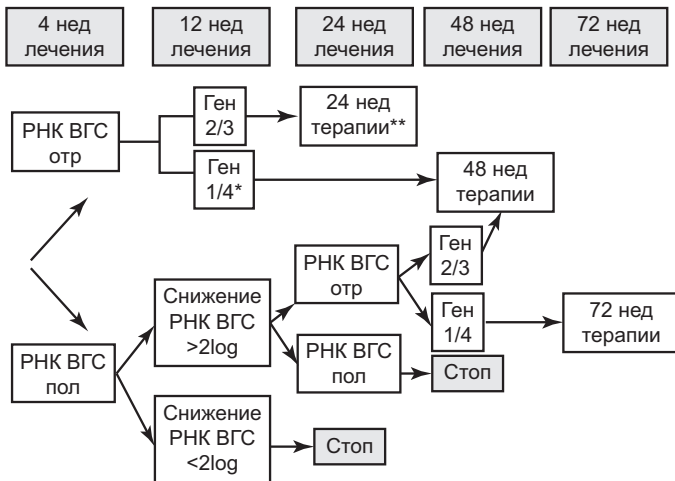 4 нед
лечения
12 нед
лечения
24 нед
лечения
48 нед
лечения
72 нед
лечения
РНК ВГС
отр
Ген
2/3
24 нед
терапии**
Ген
1/4*
48 нед
терапии
РНК ВГС
пол
Снижение
РНК ВГС
>2log
РНК ВГС
отр
Ген
2/3
Ген
1/4
72 нед
терапии
РНК ВГС
пол
Стоп
Снижение
РНК ВГС
<2log
Стоп